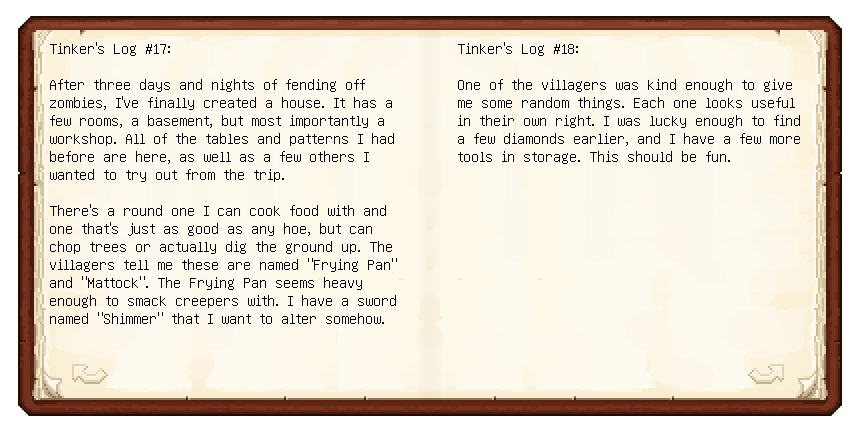 Tinker's Log #17:
After three days and nights of fending off
zombies, I've finally created a house. It has a
few rooms, a basement, but most importantly a
workshop. All of the tables and patterns I had
before are here, as well as a few others I
wanted to try out from the trip.
There's a round one I can cook food with and
one that's just as good as any hoe, but can
chop trees or actually dig the ground up. The
villagers tell me these are named "Frying Pan"
and "Mattock". The Frying Pan seems heavy
enough to smack creepers with. I have a sword
named "Shimmer" that I want to alter somehow.
Tinker's Log #18:
One of the villagers was kind enough to give
me some random things. Each one looks useful
in their own right. I was lucky enough to find
a few diamonds earlier, and I have a few more
tools in storage. This should be fun.